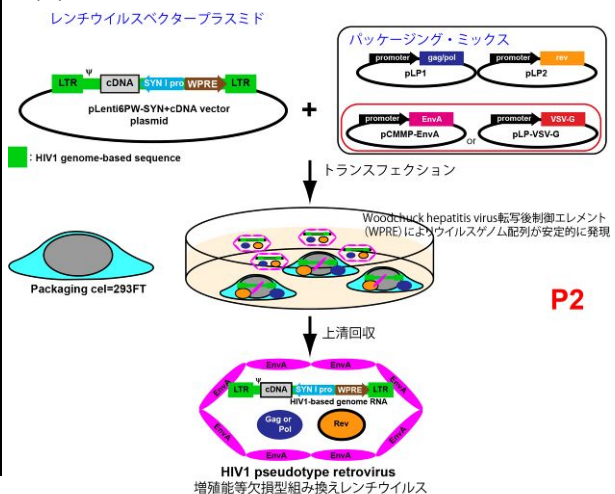 レンチウイルスベクタープラスミド
パッケージング・ミックス
promoter gag/pol
pLP1
promoter rev
pLP2
Ψ
LTR cDNA SYN I pro WPRE LTR
pLenti6PW-SYN+cDNA vector
plasmid
+
promoter EnvA
pCMMP-EnvA
or
promoter VSV-G
pLP-VSV-G
: HIV1 genome-based sequence
トランスフェクション
Woodchuck hepatitis virus転写後制御エレメント
(WPRE)によりウイルスゲノム配列が安定的に発現
Packaging cel=293FT
P2
上清回収
EnvA
EnvA
EnvA
EnvA
Ψ
LTR cDNA SYN I pro WPRE LTR
HIV1-based genome RNA
Gag or
Pol
Rev
EnvA
EnvA
EnvA
EnvA
HIV1 pseudotype retrovirus
増殖能等欠損型組み換えレンチウイルス